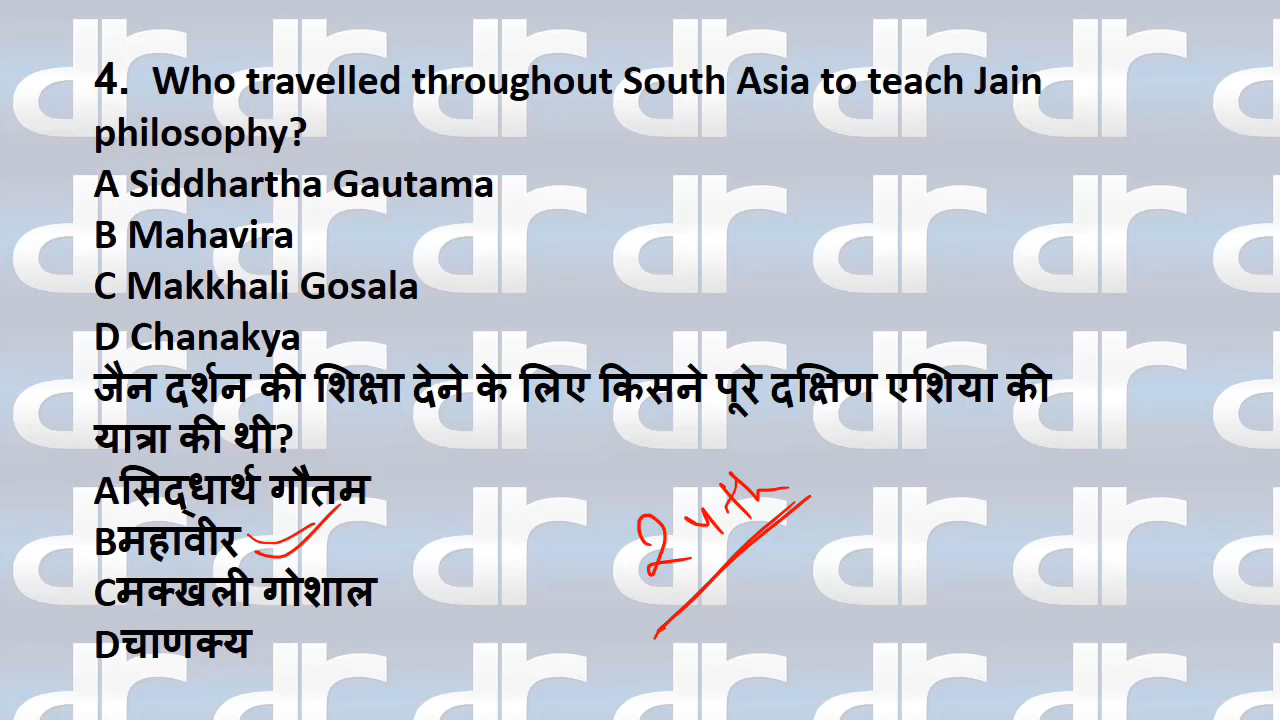 4. Who travelled throughout South Asia to teach Jain
philosophy?
A Siddhartha Gautama
B Mahavira
C Makkhali Gosala
D Chanakya
जैन दर्शन की शिक्षा देने के लिए किसने पूरे दक्षिण एशिया की
यात्रा की थी?
Aसिद्धार्थ गौतम
Bमहावीर
24th
Cमक्खली गोशाल
Dचाणक्य